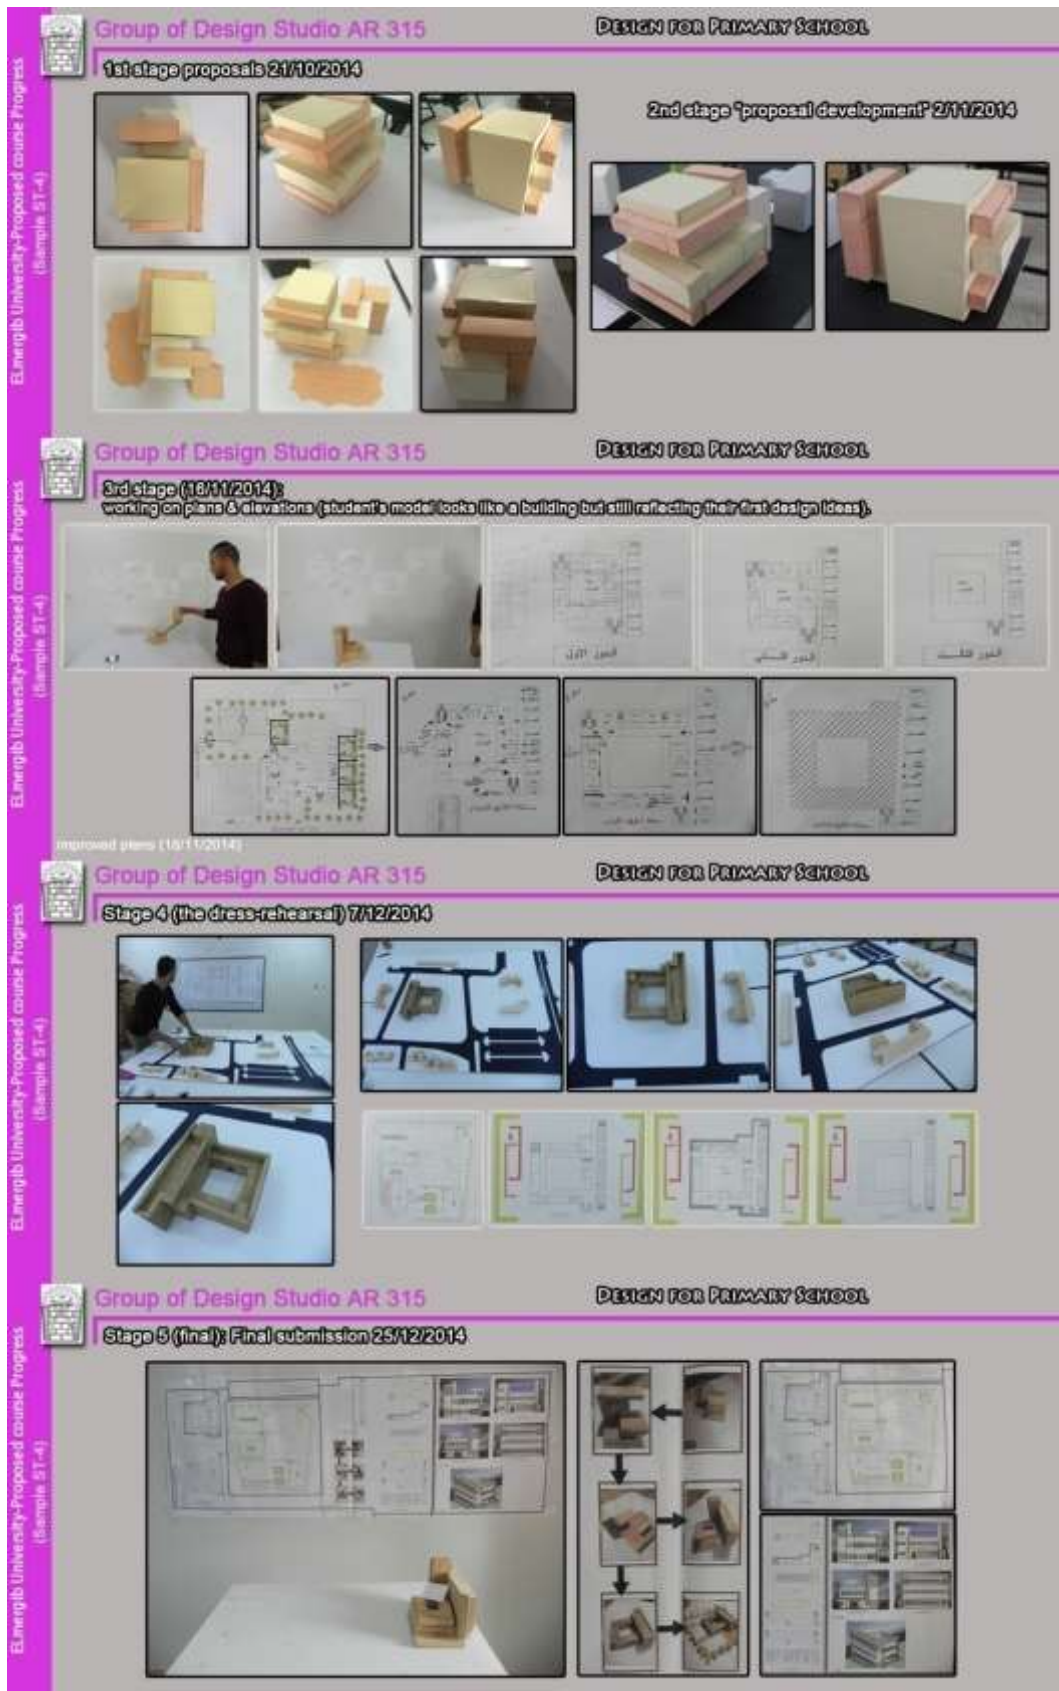 Group of Design Studio AR 315
DESIGN FOR PRIMARY SCHOOL
1st stage proposals 21/10/2014
2nd stage "proposal development" 2/11/2014
ELmergib University-Proposed course Progress
(Sample ST-4)
Group of Design Studio AR 315
DESIGN FOR PRIMARY SCHOOL
3rd stage (16/11/2014):
working on plans & elevations (student's model looks like a building but still reflecting their first design ideas).
ELmergib University-Proposed course Progress
(Sample ST-4)
الدور الأول
الدور الثاني
الدور الثالث
improved plans (18/11/2014)
Group of Design Studio AR 315
DESIGN FOR PRIMARY SCHOOL
Stage 4 (the dress-rehearsal) 7/12/2014
ELmergib University-Proposed course Progress
(Sample ST-4)
Group of Design Studio AR 315
DESIGN FOR PRIMARY SCHOOL
Stage 5 (final): Final submission 25/12/2014
ELmergib University-Proposed course Progress
(Sample ST-4)